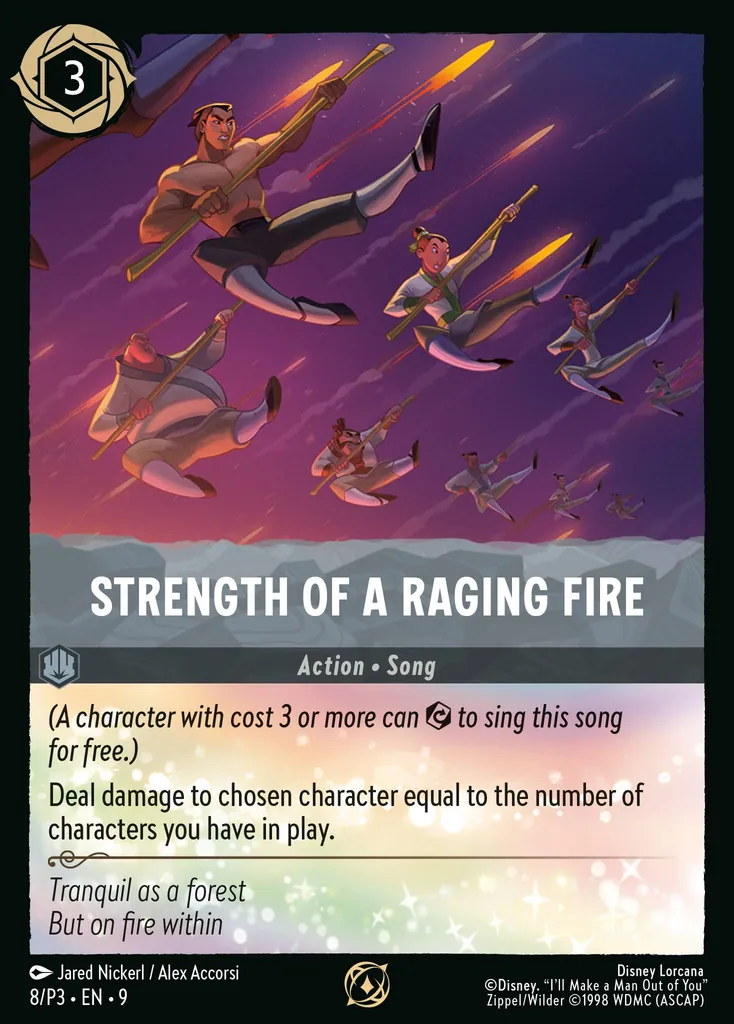 3
STRENGTH OF A RAGING FIRE
Action • Song
(A character with cost 3 or more can to sing this song
for free.)
Deal damage to chosen character equal to the number of
characters you have in play.
Tranquil as a forest
But on fire within
Jared Nickerl / Alex Accorsi
8/P3 • EN • 9
Disney Lorcana
©Disney. “I’ll Make a Man Out of You”
Zippel/Wilder ©1998 WDMC (ASCAP)